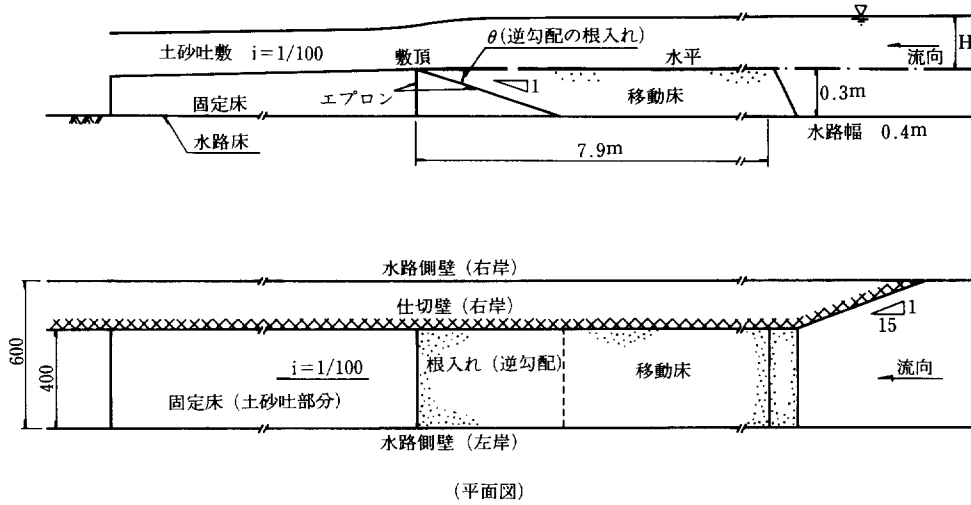 土砂吐敷 i=1/100
敷頂
θ(逆勾配の根入れ)
水平
流向
H
エプロン
1
移動床
0.3m
固定床
水路床
水路幅 0.4m
7.9m
水路側壁(右岸)
仕切壁(右岸)
1
15
600
400
i=1/100
根入れ(逆勾配)
移動床
流向
固定床(土砂吐部分)
水路側壁(左岸)
(平面図)